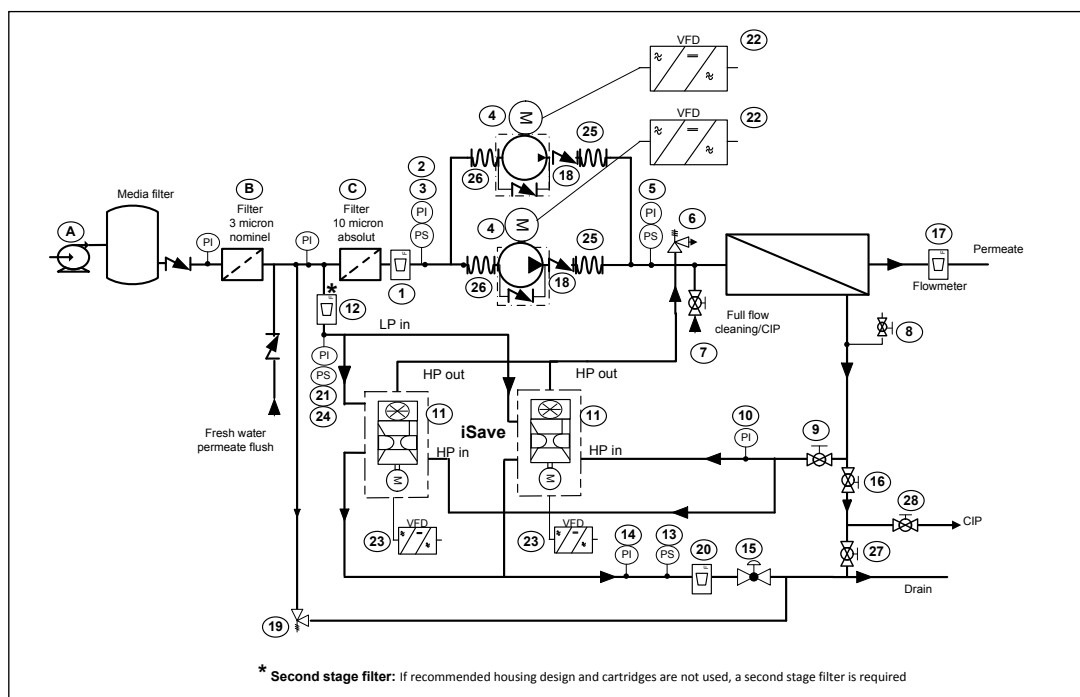 VFD
22
4
M
VFD
22
25
26
18
2
3
PI
PS
5
PI
PS
6
B
Filter
3 micron
nominel
C
Filter
10 micron
absolut
Media filter
A
PI
PI
F
1
4
M
25
26
18
17
F
Permeate
Flowmeter
*
F
12
LP in
Full flow
cleaning/CIP
7
8
PI
PS
21
24
HP out
HP out
11
iSave
11
M
M
HP in
HP in
10
PI
9
16
28
CIP
Fresh water
permeate flush
23
VFD
23
VFD
14
PI
13
PS
20
F
15
27
Drain
19
* Second stage filter: If recommended housing design and cartridges are not used, a second stage filter is required